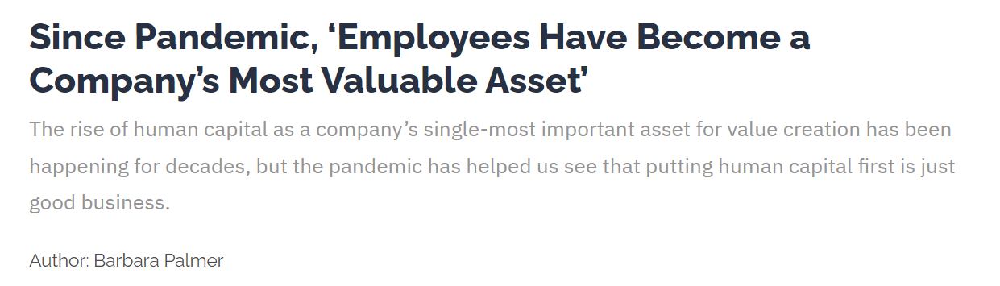 Since Pandemic, ‘Employees Have Become a
Company’s Most Valuable Asset’
The rise of human capital as a company’s single-most important asset for value creation has been
happening for decades, but the pandemic has helped us see that putting human capital first is just
good business.
Author: Barbara Palmer